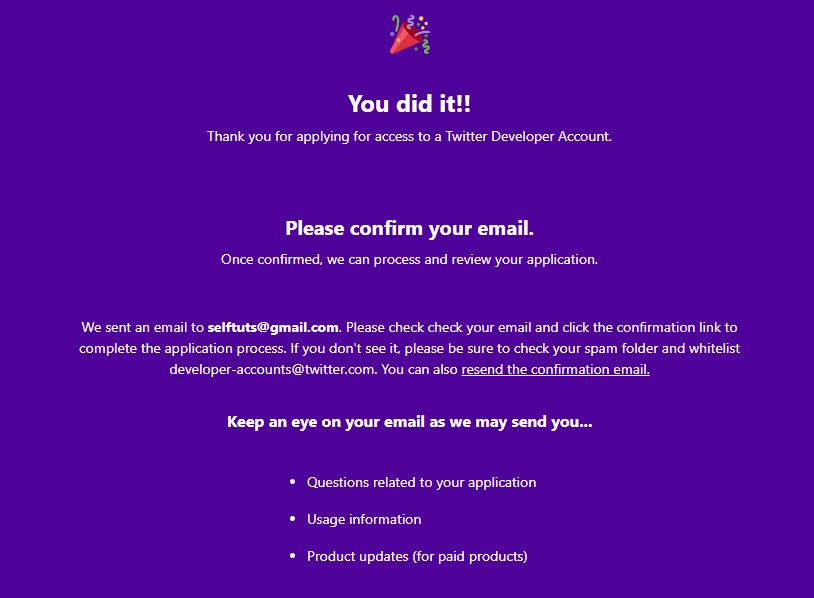 You did it!!
Thank you for applying for access to a Twitter Developer Account.
Please confirm your email.
Once confirmed, we can process and review your application.
We sent an email to selftuts@gmail.com. Please check check your email and click the confirmation link to
complete the application process. If you don't see it, please be sure to check your spam folder and whitelist
developer-accounts@twitter.com. You can also resend the confirmation email.
Keep an eye on your email as we may send you...
• Questions related to your application
• Usage information
• Product updates (for paid products)